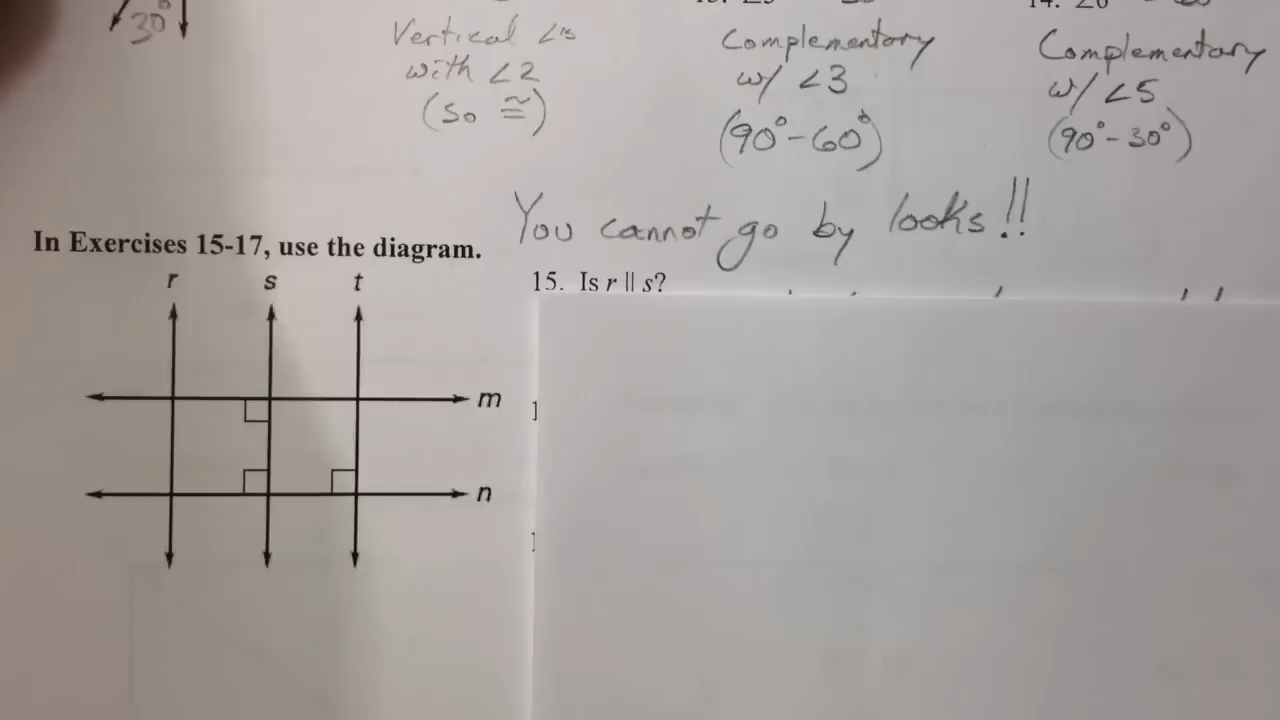 30°
Vertical ∠'s
with ∠2
(so ≅)
Complementary
w/ ∠3
(90°-60°)
Complementary
w/ ∠5
(90°-30°)
You cannot go by looks!!
In Exercises 15-17, use the diagram.
r s t
15. Is r || s?
m
n